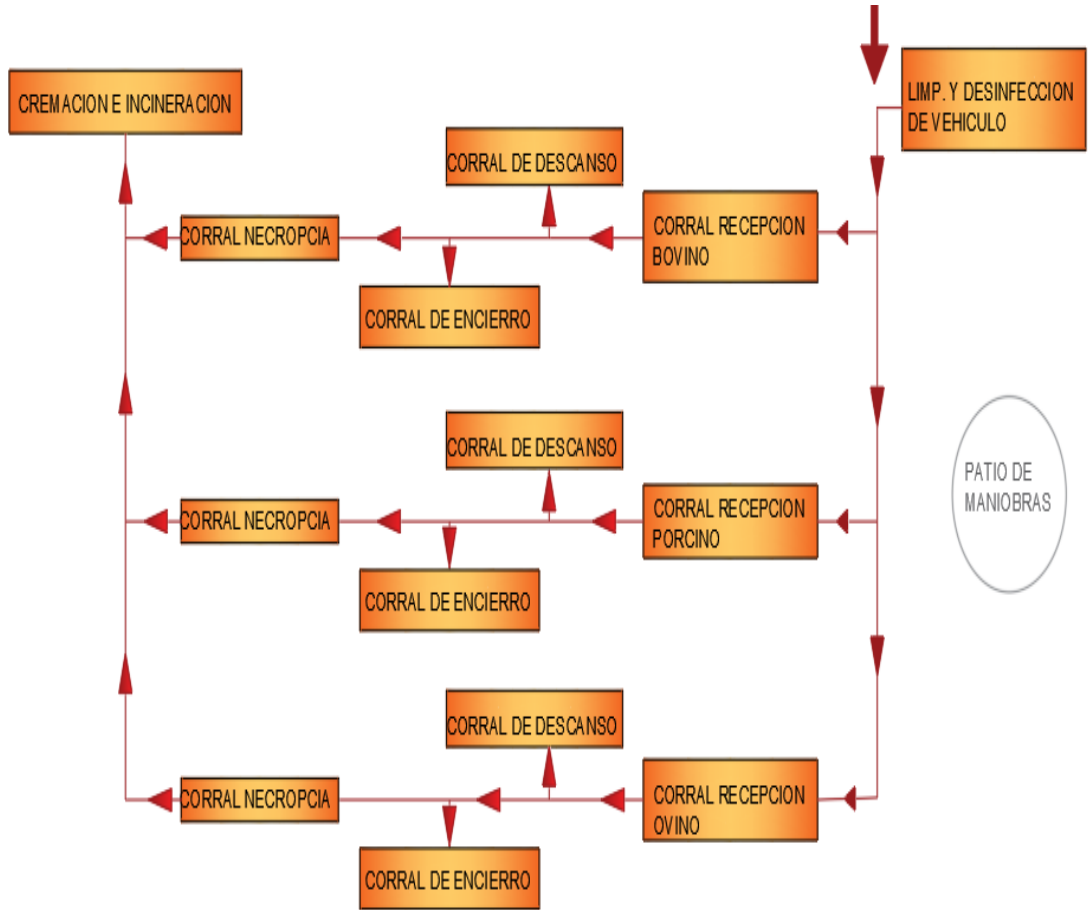 CREMACION E INCINERACION
LIMP. Y DESINFECCION
DE VEHICULO
CORRAL DE DESCANSO
CORRAL NECROPCIA
CORRAL RECEPCION
BOVINO
CORRAL DE ENCIERRO
CORRAL DE DESCANSO
PATIO DE
MANIOBRAS
CORRAL NECROPCIA
CORRAL RECEPCION
PORCINO
CORRAL DE ENCIERRO
CORRAL DE DESCANSO
CORRAL NECROPCIA
CORRAL RECEPCION
OVINO
CORRAL DE ENCIERRO